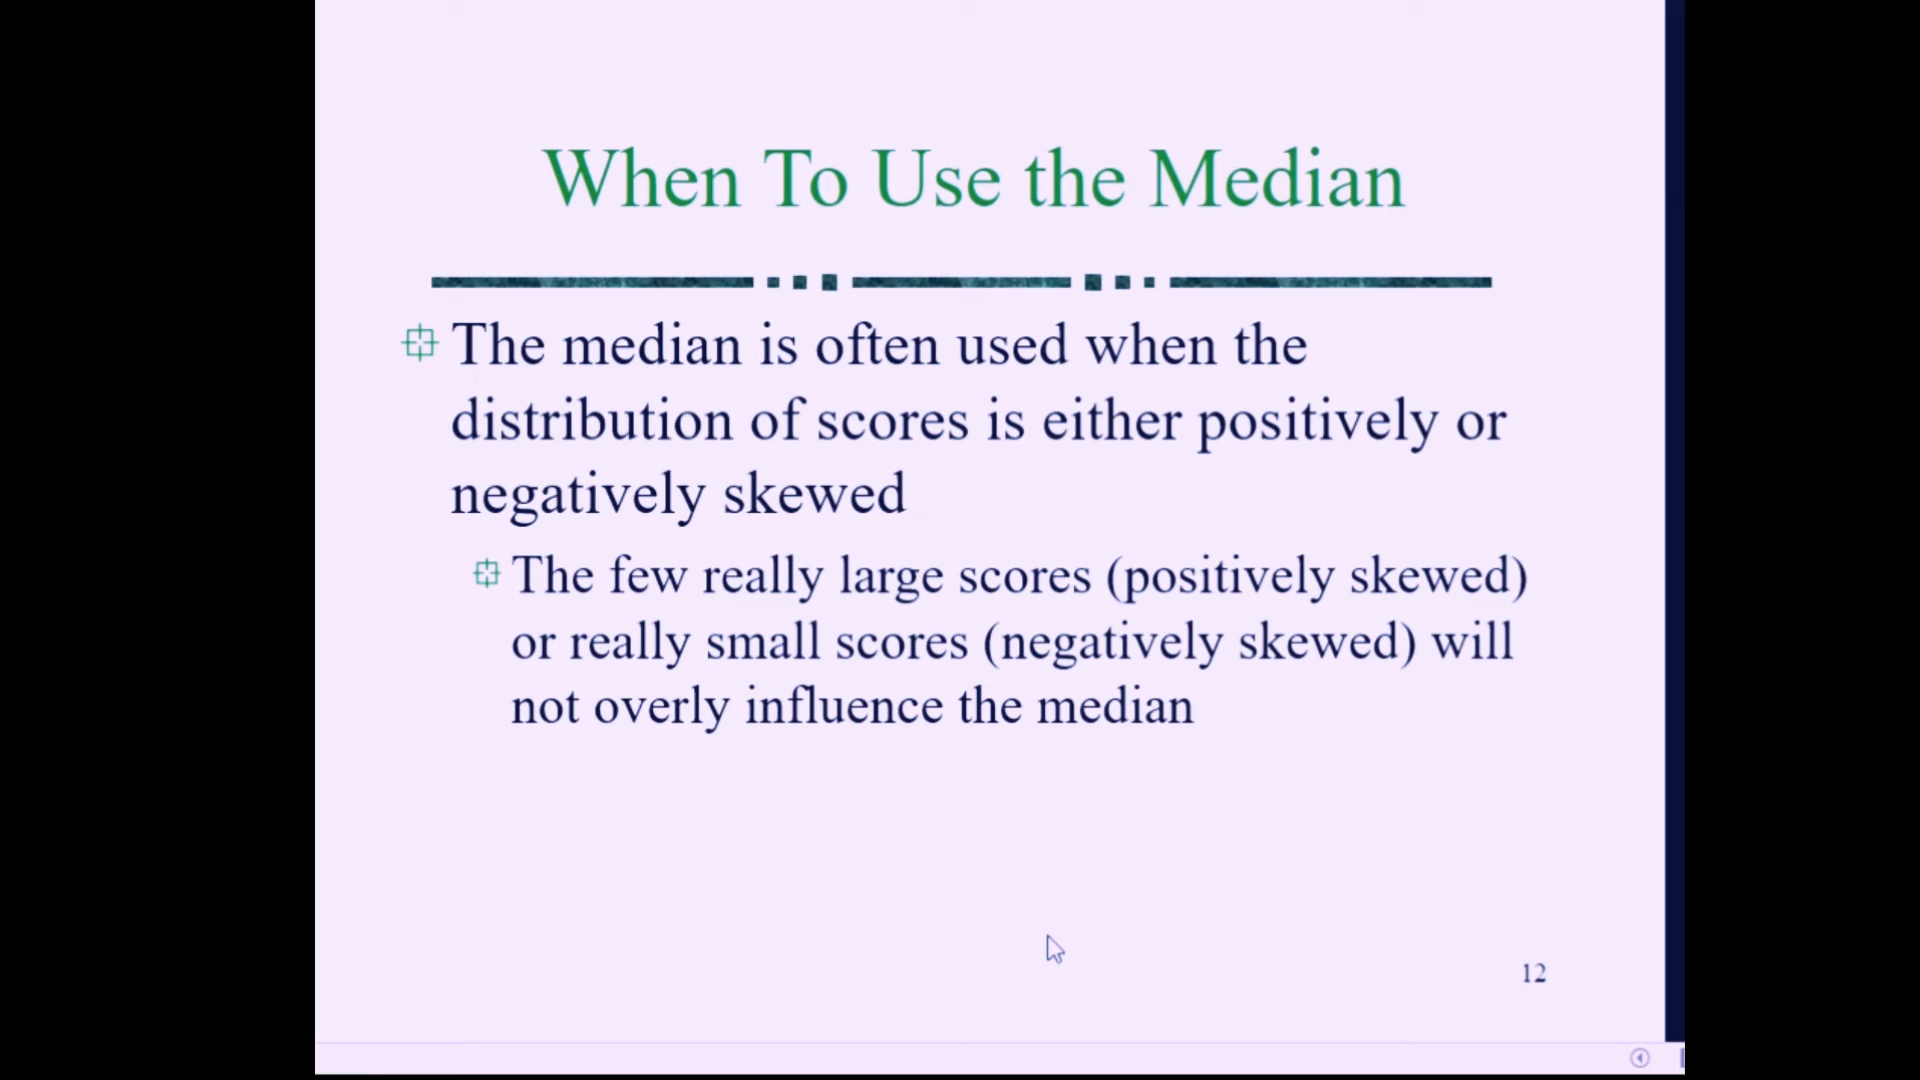 When To Use the Median
The median is often used when the
distribution of scores is either positively or
negatively skewed
The few really large scores (positively skewed)
or really small scores (negatively skewed) will
not overly influence the median
12